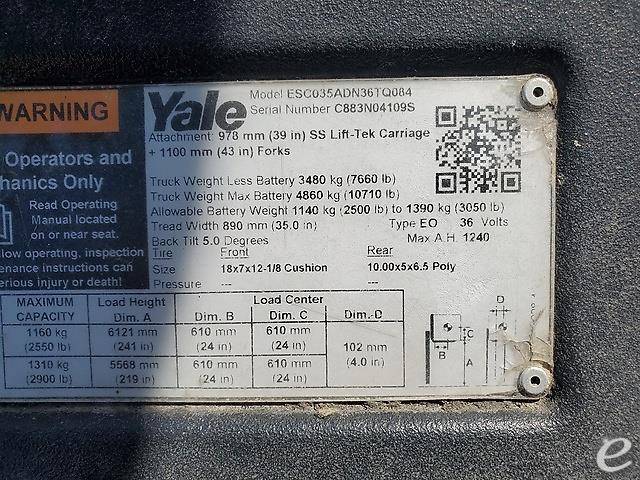 WARNING
Operators and
chanics Only
Read Operating
Manual located
on or near seat.
low operating, inspection
enance instructions can
erious injury or death!
Yale
Model ESC035ADN36TQ084
Serial Number C883N04109S
Attachment: 978 mm (39 in) SS Lift-Tek Carriage
+ 1100 mm (43 in) Forks
Truck Weight Less Battery 3480 kg (7660 lb)
Truck Weight Max Battery 4860 kg (10710 lb)
Allowable Battery Weight 1140 kg (2500 lb) to 1390 kg (3050 lb)
Tread Width 890 mm (35.0 in) Type EO 36 Volts
Back Tilt 5.0 Degrees Max A.H. 1240
Tire Front Rear
Size 18x7x12-1/8 Cushion 10.00x5x6.5 Poly
Pressure --- ---
MAXIMUM CAPACITY Load Height Dim. A Load Center Dim. B Dim. C Dim.-D
1160 kg 6121 mm 610 mm 610 mm
(2550 lb) (241 in) (24 in) (24 in)
102 mm
(4.0 in)
1310 kg 5568 mm 610 mm 610 mm
(2900 lb) (219 in) (24 in) (24 in)
D
C
B
A
e